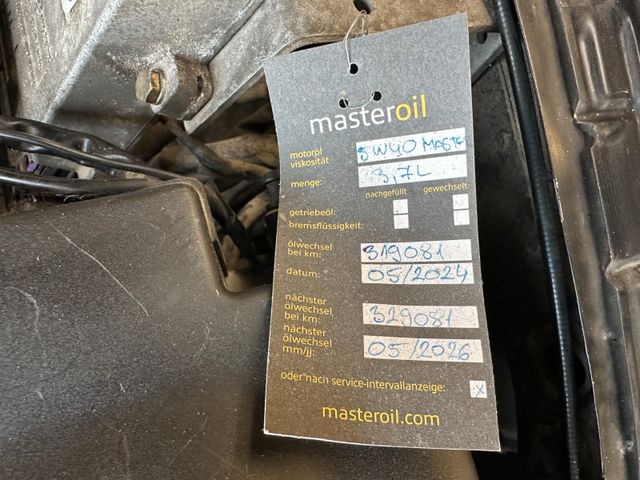 masteroil
motoröl viskosität 5W40 MASTER
menge: 3,7L
nachgefüllt gewechselt
getriebeöl:
bremsflüssigkeit:
ölwechsel bei km: 319081
datum: 05/2024
nächster ölwechsel bei km: 329081
nächster ölwechsel mm/jj: 05/2026
oder nach service-intervallanzeige: x
masteroil.com